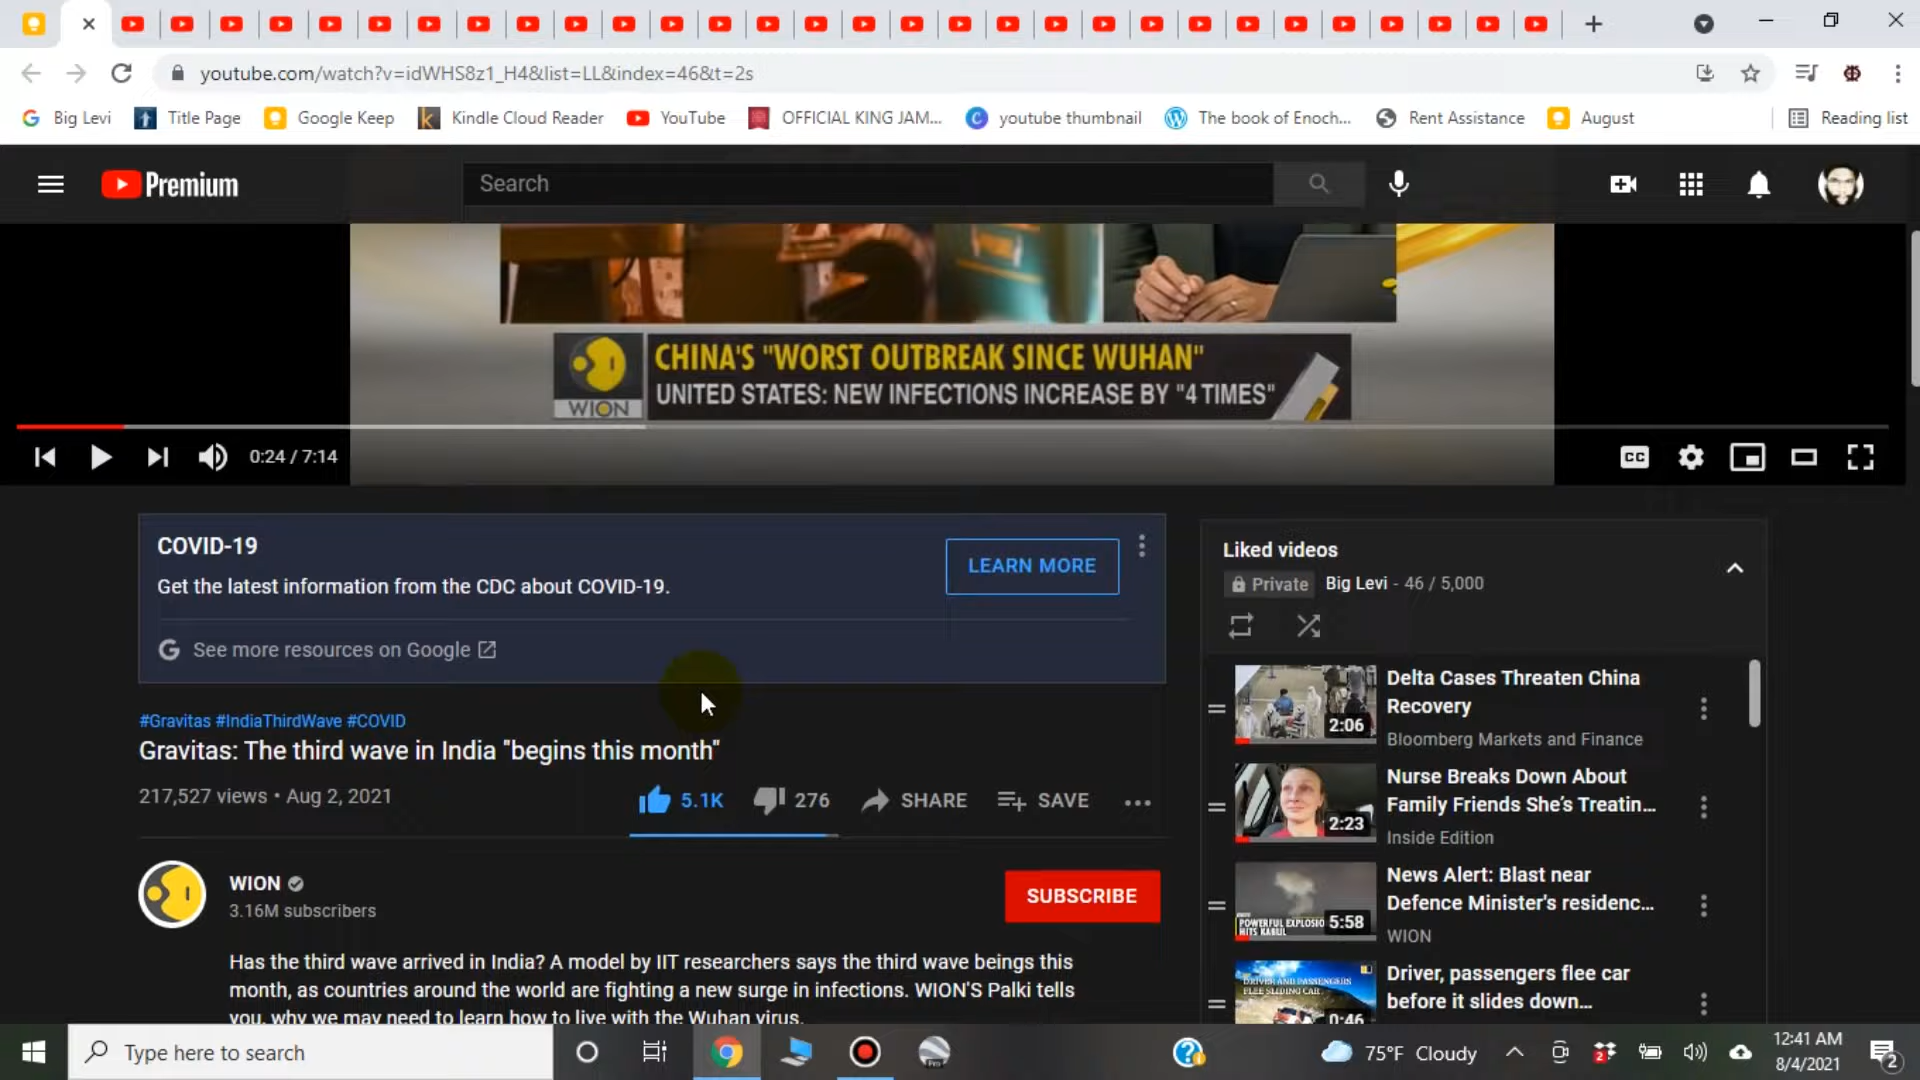 youtube.com/watch?v=idWHS8z1_H4&list=LL&index=46&t=2s
Big Levi Title Page Google Keep Kindle Cloud Reader YouTube OFFICIAL KING JAM... youtube thumbnail The book of Enoch... Rent Assistance August Reading list
Premium Search
CHINA'S "WORST OUTBREAK SINCE WUHAN"
UNITED STATES: NEW INFECTIONS INCREASE BY "4 TIMES"
WION
0:24 / 7:14
CC
COVID-19
Get the latest information from the CDC about COVID-19.
LEARN MORE
See more resources on Google
#Gravitas #IndiaThirdWave #COVID
Gravitas: The third wave in India "begins this month"
217,527 views • Aug 2, 2021
5.1K 276 SHARE SAVE
WION
3.16M subscribers
SUBSCRIBE
Has the third wave arrived in India? A model by IIT researchers says the third wave beings this
month, as countries around the world are fighting a new surge in infections. WION'S Palki tells
you, why we may need to learn how to live with the Wuhan virus.
Liked videos
Private Big Levi - 46 / 5,000
Delta Cases Threaten China
Recovery
Bloomberg Markets and Finance
2:06
Nurse Breaks Down About
Family Friends She's Treatin...
Inside Edition
2:23
News Alert: Blast near
Defence Minister's residenc...
WION
POWERFUL EXPLOSIO
HITS KABUL
5:58
Driver, passengers flee car
before it slides down...
DRIVER AND PASSENGERS
FLEE SLIDING CAR
0:46
Type here to search
75°F Cloudy
12:41 AM
8/4/2021
2